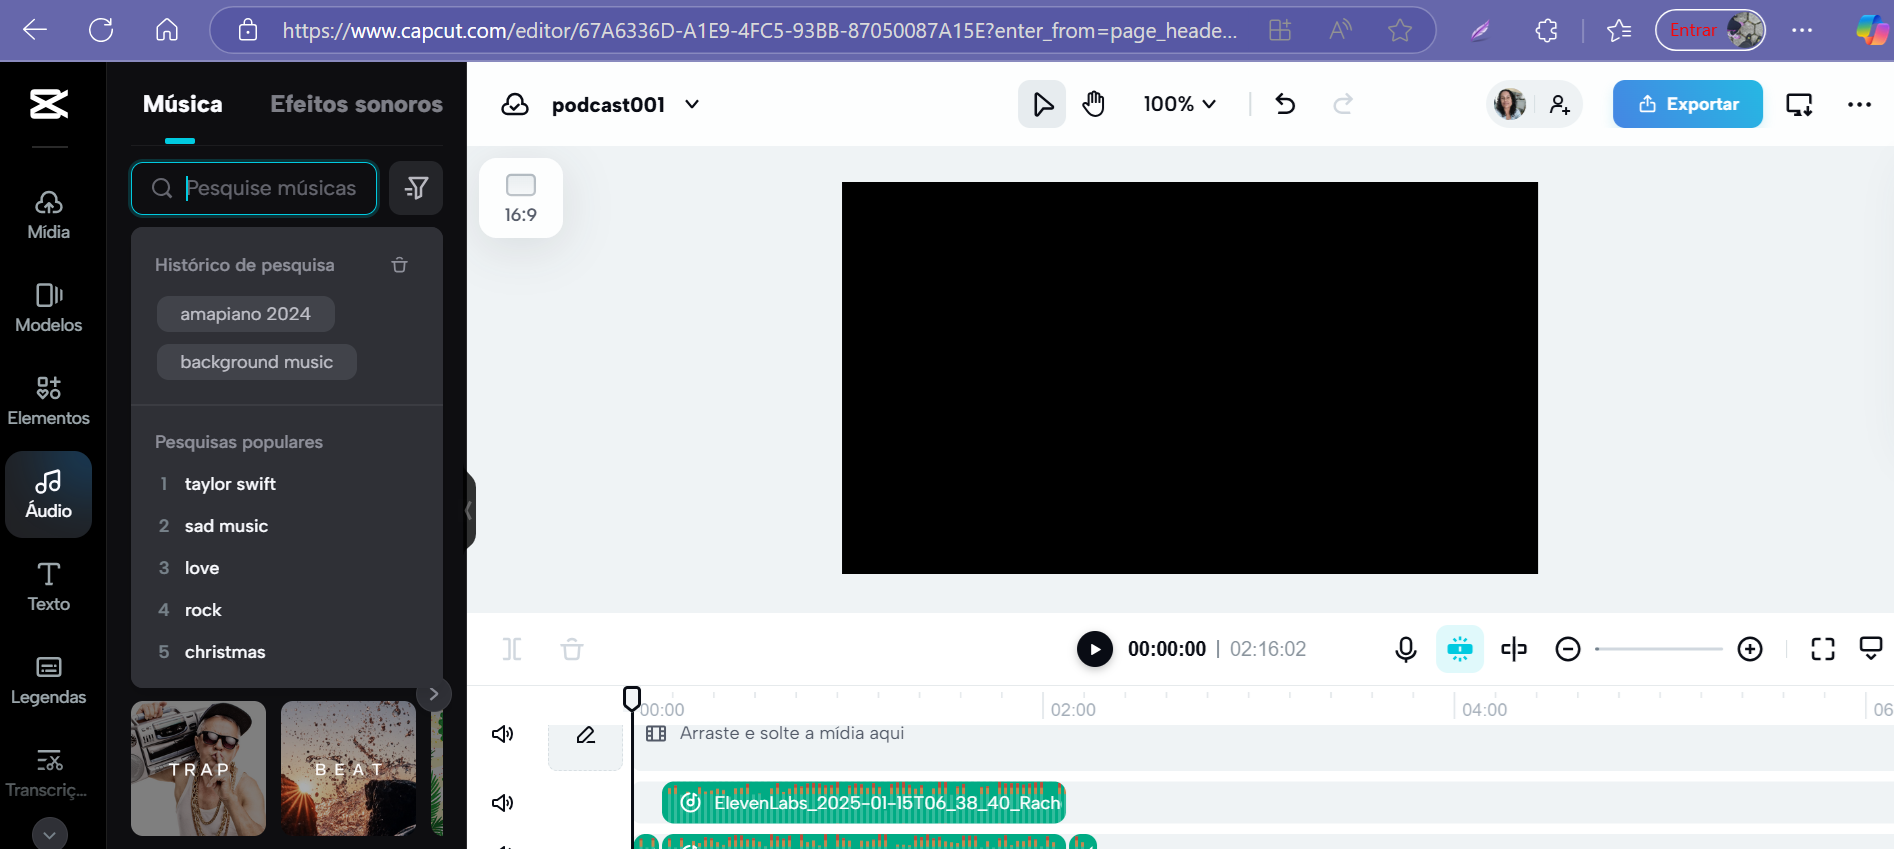 https://www.capcut.com/editor/67A6336D-A1E9-4FC5-93BB-87050087A15E?enter_from=page_heade...
Entrar
Música
Efeitos sonoros
podcast001
100%
Exportar
Pesquise músicas
16:9
Mídia
Histórico de pesquisa
amapiano 2024
background music
Modelos
Elementos
Pesquisas populares
1 taylor swift
2 sad music
3 love
4 rock
5 christmas
Áudio
Texto
Legendas
Transcriç...
TRAP
BEAT
00:00:00 | 02:16:02
00:00
02:00
04:00
06
Arraste e solte a mídia aqui
ElevenLabs_2025-01-15T06_38_40_Rach